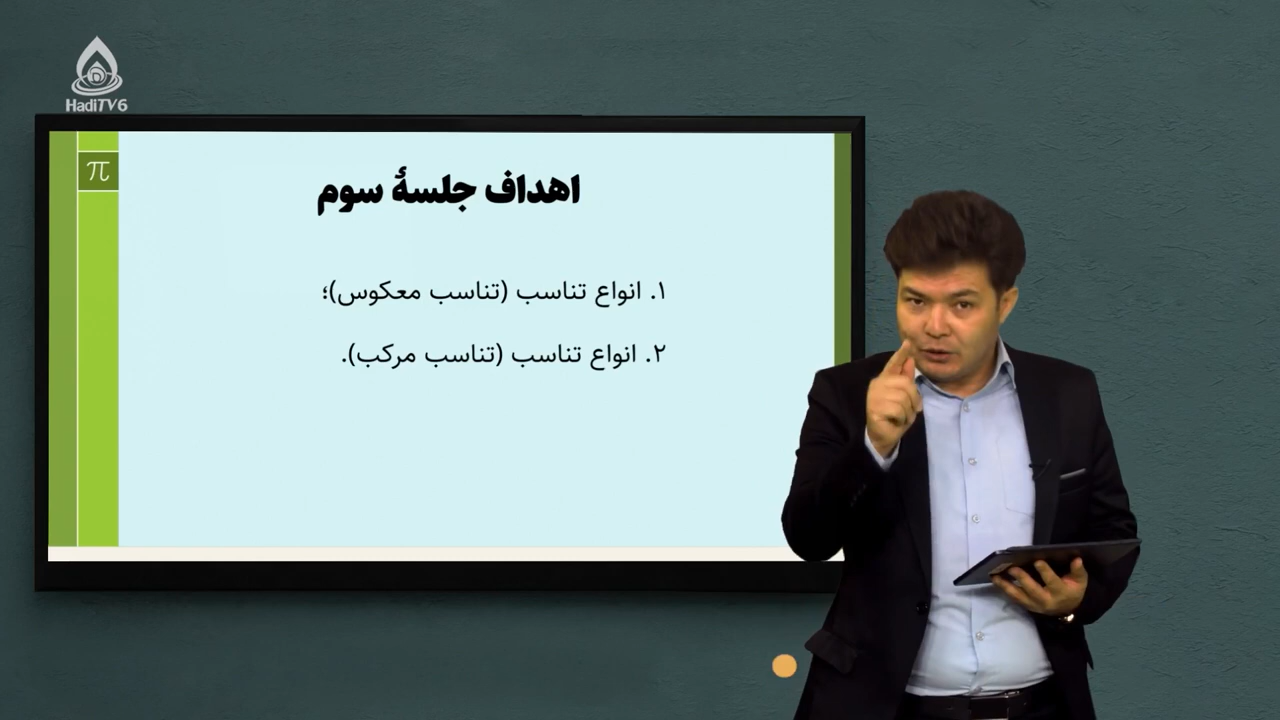 HadiTV6
π
اهداف جلسهٔ سوم
۱. انواع تناسب (تناسب معکوس)؛
۲. انواع تناسب (تناسب مرکب).